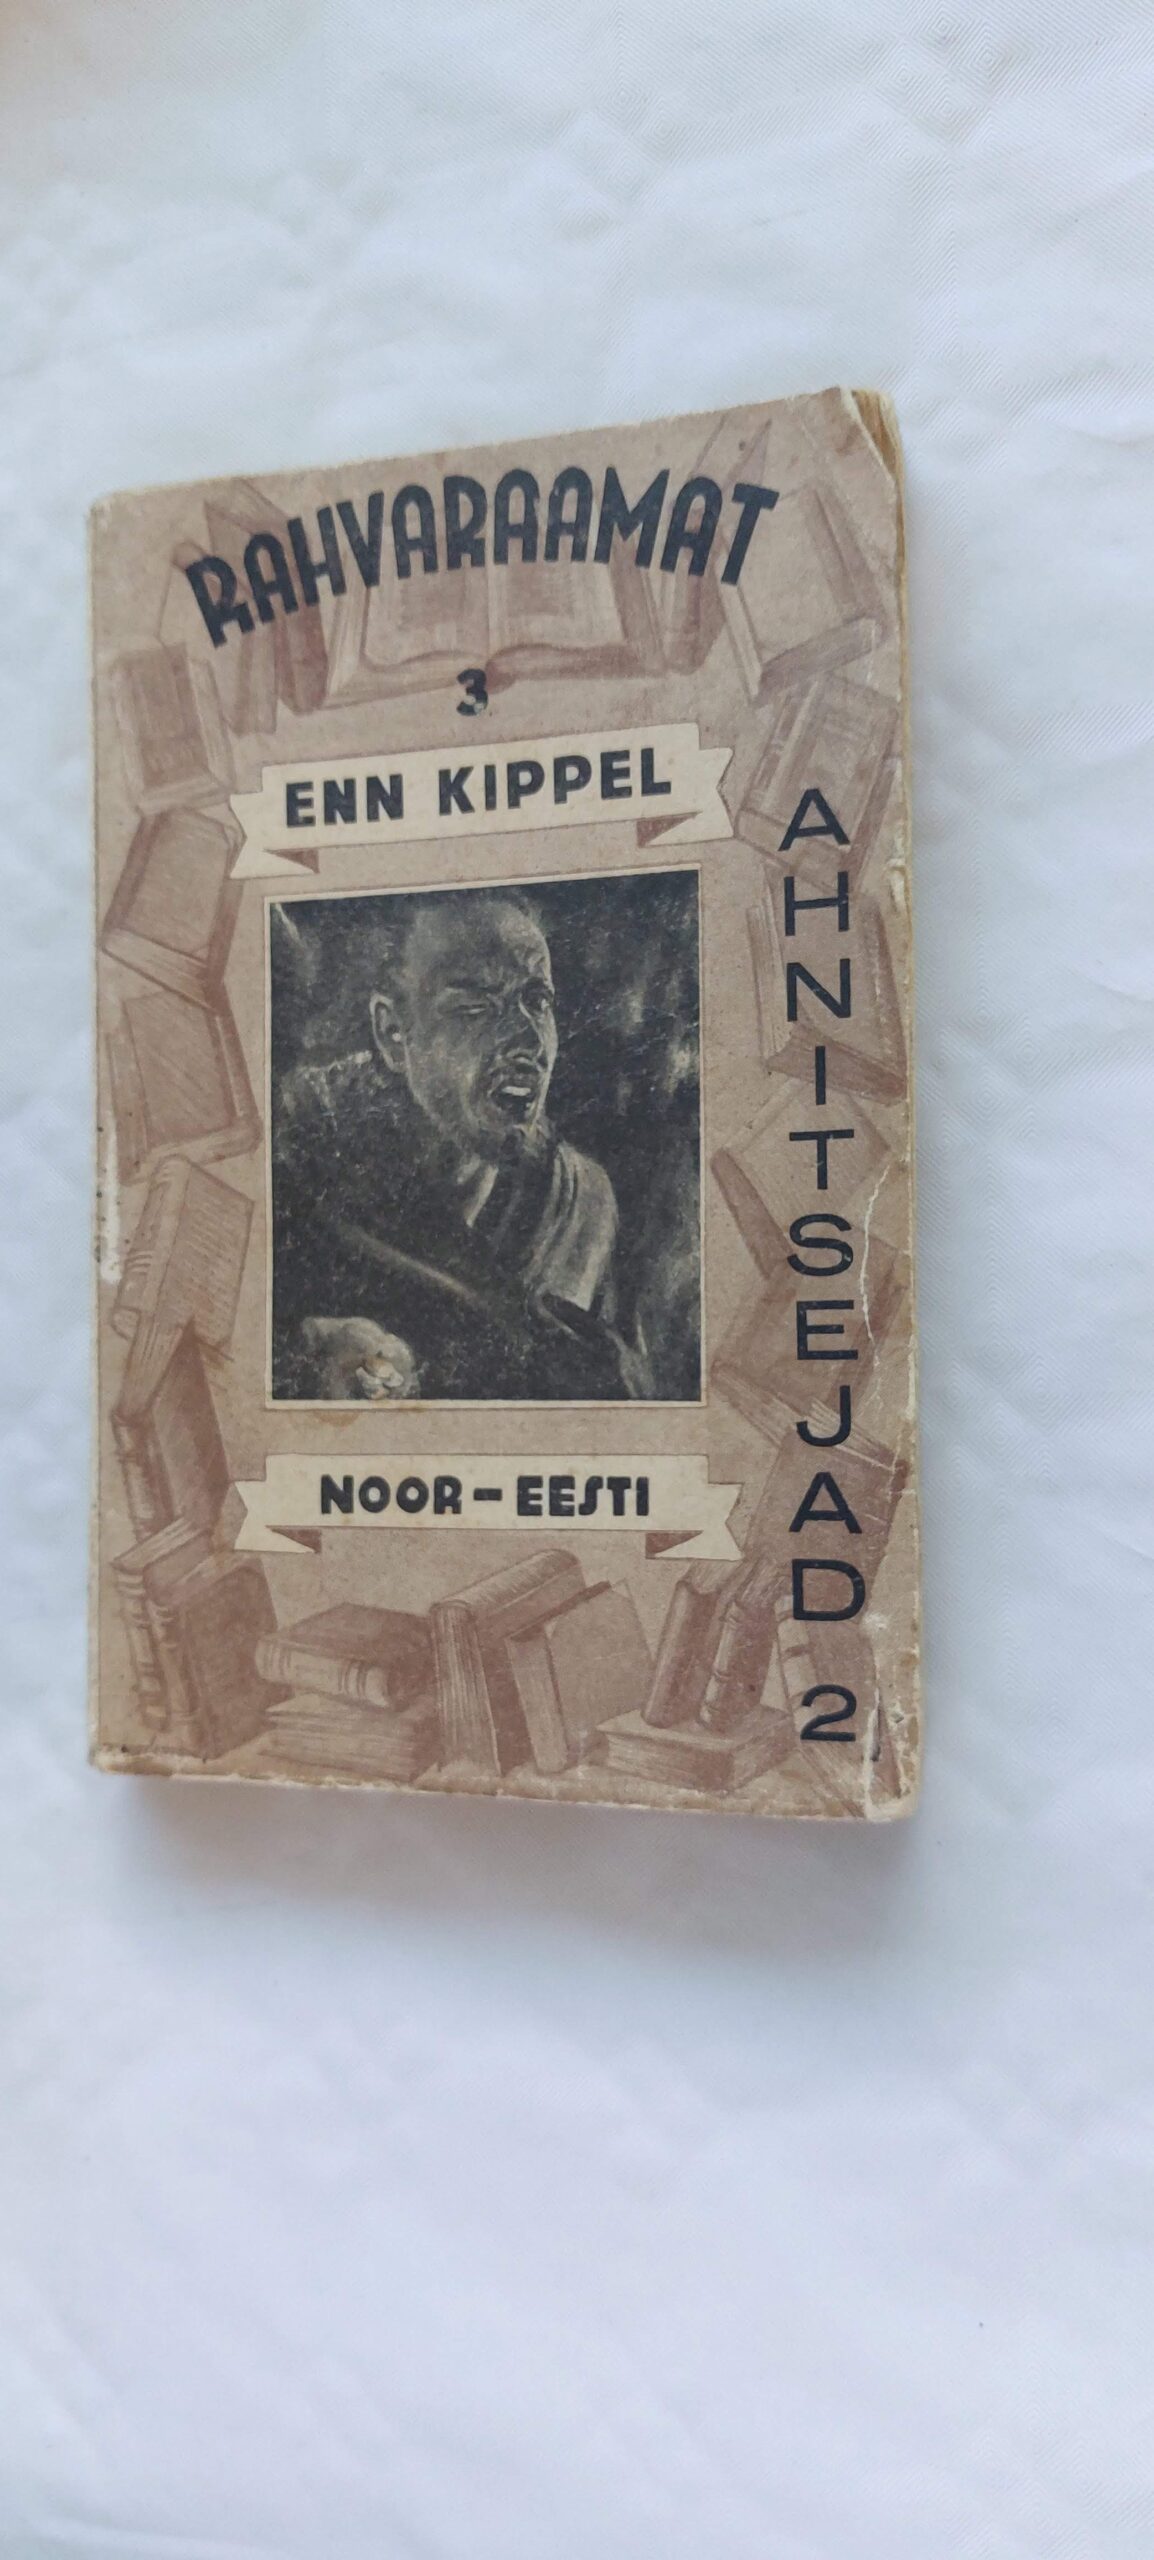 RAHVARAAMAT
3
ENN KIPPEL
AHNITSEJAD 2
NOOR-EESTI